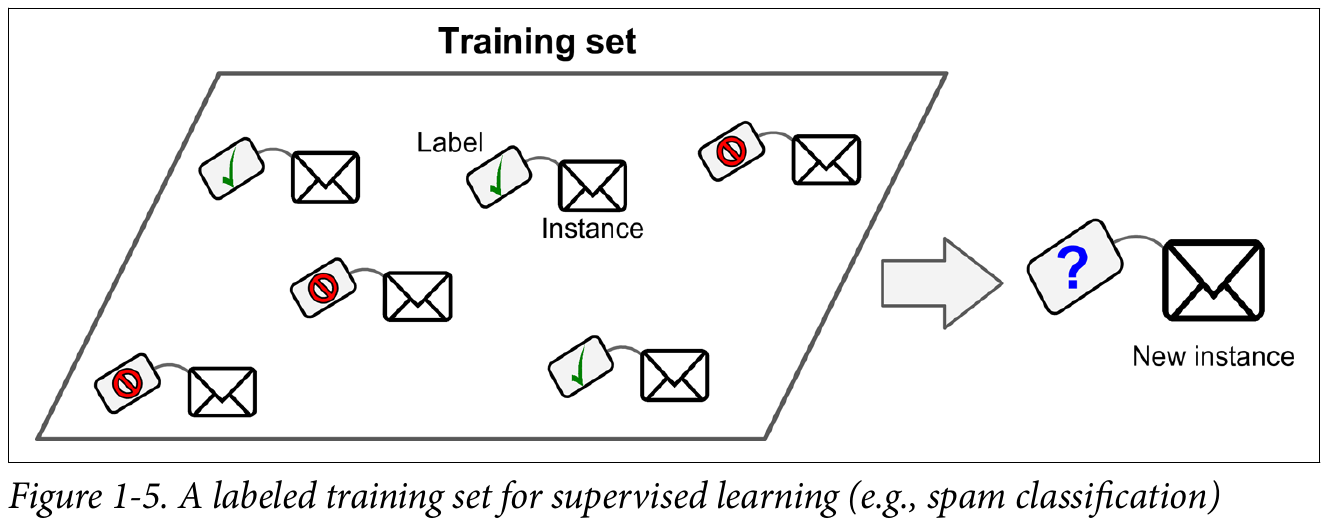 Training set
Label
Instance
?
New instance
Figure 1-5. A labeled training set for supervised learning (e.g., spam classification)